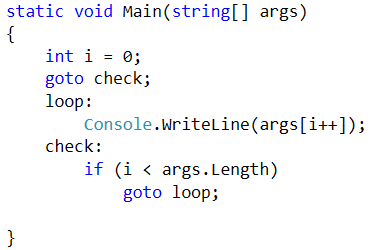 static void Main(string[] args)
{
    int i = 0;
    goto check;
    loop:
        Console.WriteLine(args[i++]);
    check:
        if (i < args.Length)
            goto loop;

}